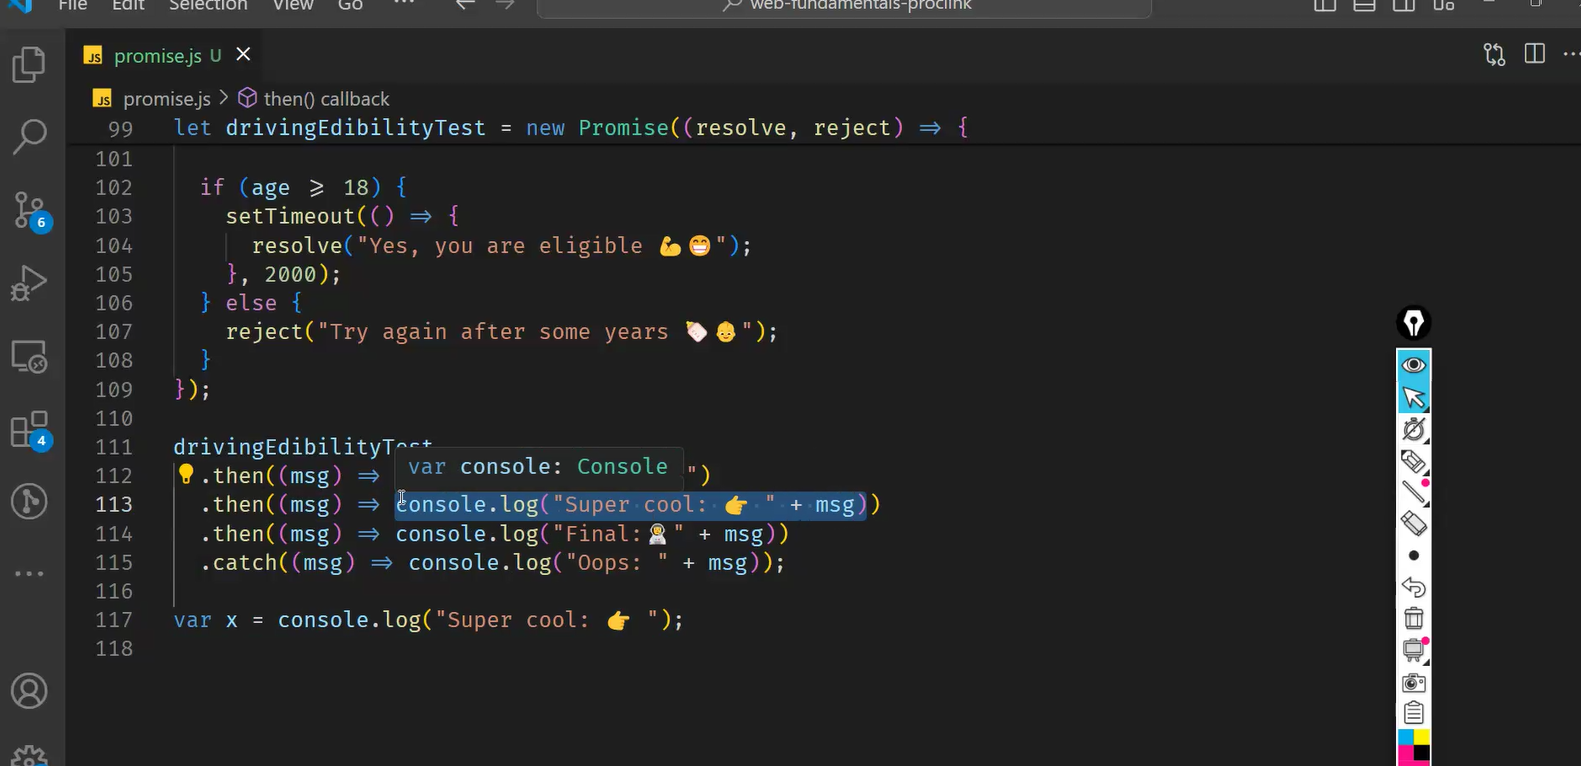 File Edit Selection View Go ...
web-fundamentals-proclink
JS promise.js U
JS promise.js > then() callback
99 let drivingEdibilityTest = new Promise((resolve, reject) => {
101
102 if (age >= 18) {
103 setTimeout(() => {
104 resolve("Yes, you are eligible 💪😁");
105 }, 2000);
106 } else {
107 reject("Try again after some years 🍼👶");
108 }
109 });
110
111 drivingEdibilityTest
var console: Console
112 .then((msg) => ")
113 .then((msg) => console.log("Super cool: 👉 " + msg))
114 .then((msg) => console.log("Final:👩‍🚀" + msg))
115 .catch((msg) => console.log("Oops: " + msg));
116
117 var x = console.log("Super cool: 👉 ");
118
6
4